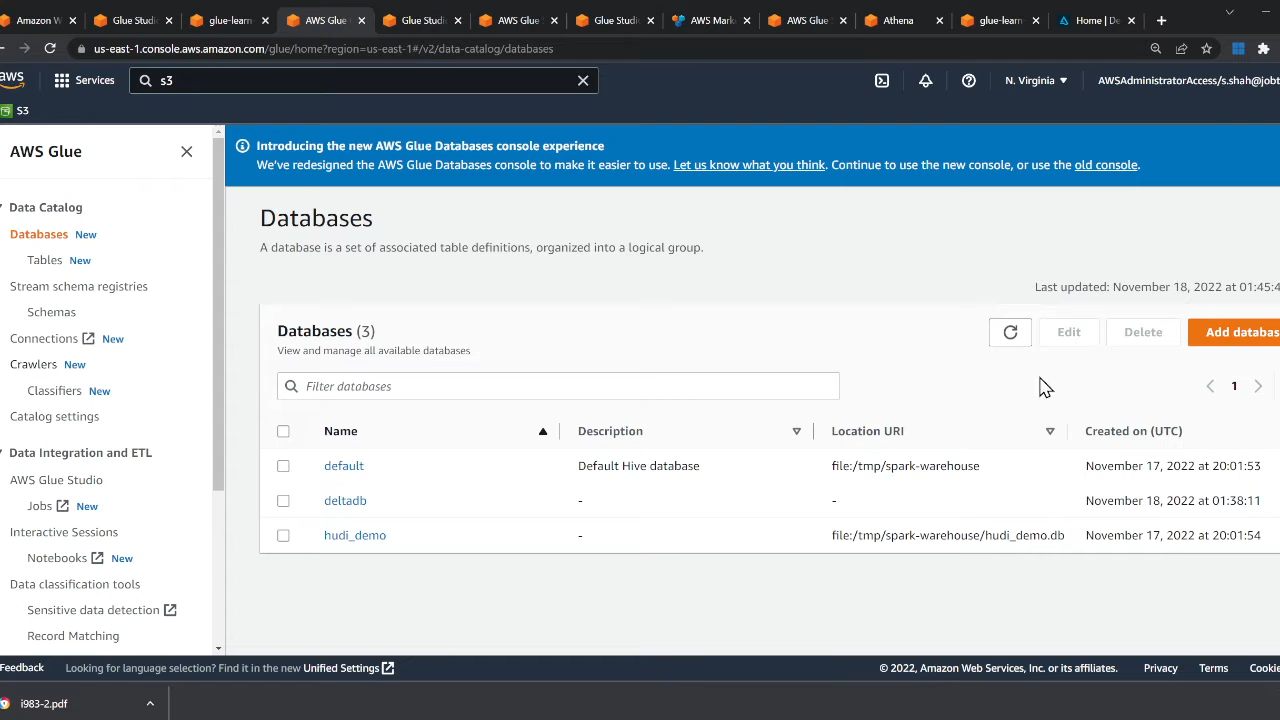 Amazon W
Glue Studi
glue-learn
AWS Glue
Glue Studi
AWS Glue
Glue Studi
AWS Mark
AWS Glue
Athena
glue-learn
Home | De
us-east-1.console.aws.amazon.com/glue/home?region=us-east-1#/v2/data-catalog/databases
aws
Services
s3
N. Virginia
AWSAdministratorAccess/s.shah@jobt
S3
AWS Glue
Data Catalog
Databases New
Tables New
Stream schema registries
Schemas
Connections New
Crawlers New
Classifiers New
Catalog settings
Data Integration and ETL
AWS Glue Studio
Jobs New
Interactive Sessions
Notebooks New
Data classification tools
Sensitive data detection
Record Matching
Introducing the new AWS Glue Databases console experience
We've redesigned the AWS Glue Databases console to make it easier to use. Let us know what you think. Continue to use the new console, or use the old console.
Databases
A database is a set of associated table definitions, organized into a logical group.
Last updated: November 18, 2022 at 01:45:4
Databases (3)
View and manage all available databases
Edit
Delete
Add databas
Filter databases
1
Name Description Location URI Created on (UTC)
default Default Hive database file:/tmp/spark-warehouse November 17, 2022 at 20:01:53
deltadb - - November 18, 2022 at 01:38:11
hudi_demo - file:/tmp/spark-warehouse/hudi_demo.db November 17, 2022 at 20:01:54
Feedback
Looking for language selection? Find it in the new Unified Settings
© 2022, Amazon Web Services, Inc. or its affiliates.
Privacy
Terms
Cookie
i983-2.pdf